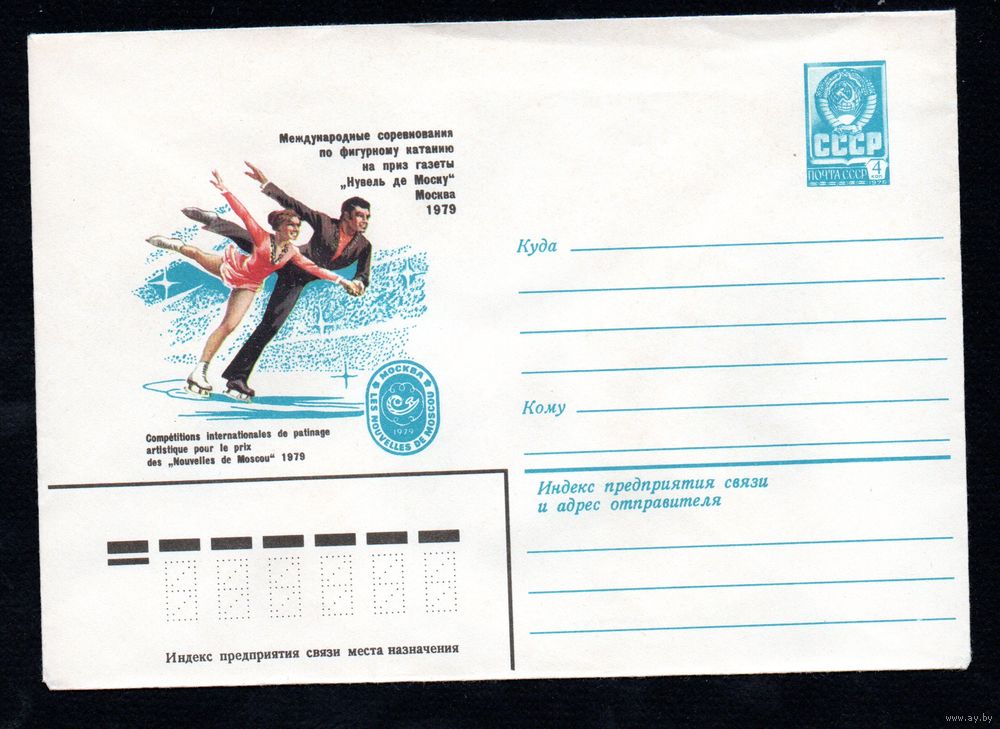 Международные соревнования
по фигурному катанию
на приз газеты
„Нувель де Моску“
Москва
1979
СССР
ПОЧТА СССР
4
КОП
1976
Куда
Кому
МОСКВА
LES NOUVELLES DE MOSCOU
1979
Compétitions internationales de patinage
artistique pour le prix
des „Nouvelles de Moscou“ 1979
Индекс предприятия связи
и адрес отправителя
Индекс предприятия связи места назначения
www.ay.by